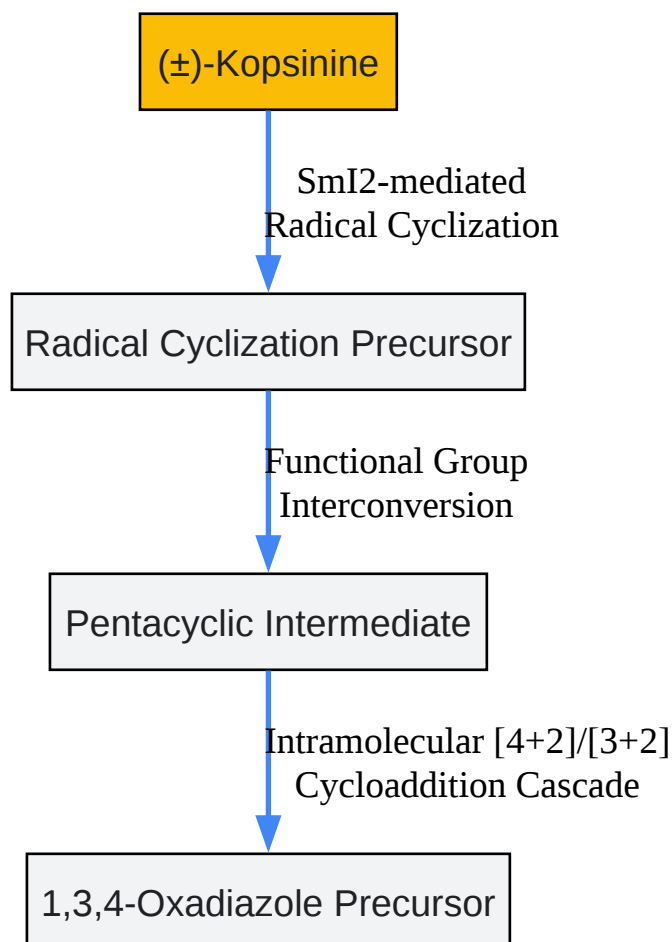 (±)-Kopsinine
SmI2-mediated
Radical Cyclization
Radical Cyclization Precursor
Functional Group
Interconversion
Pentacyclic Intermediate
Intramolecular [4+2]/[3+2]
Cycloaddition Cascade
1,3,4-Oxadiazole Precursor